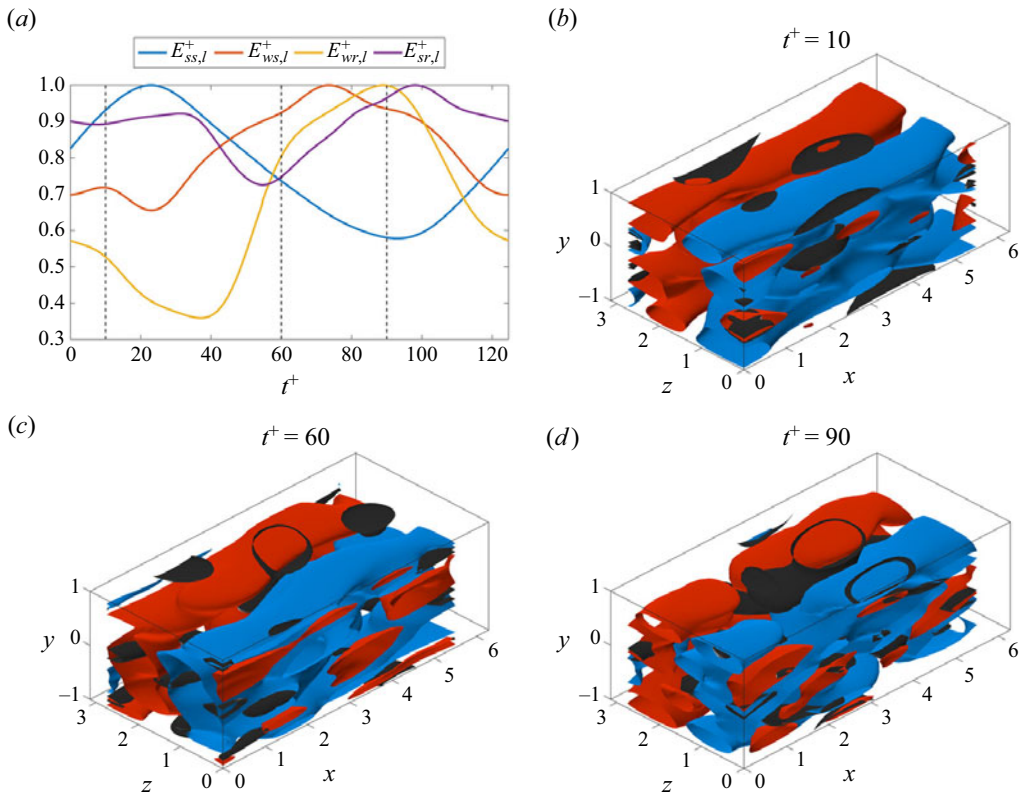 (a)
E⁺ss,l E⁺ws,l E⁺wr,l E⁺sr,l
1.0
0.9
0.8
0.7
0.6
0.5
0.4
0.3
0 20 40 60 80 100 120
t⁺
(b)
t⁺ = 10
1
y 0
–1
3 2 1 0
z
0 1 2 3 4 5 6
x
(c)
t⁺ = 60
1
y 0
–1
3 2 1 0
z
0 1 2 3 4 5 6
x
(d)
t⁺ = 90
1
y 0
–1
3 2 1 0
z
0 1 2 3 4 5 6
x